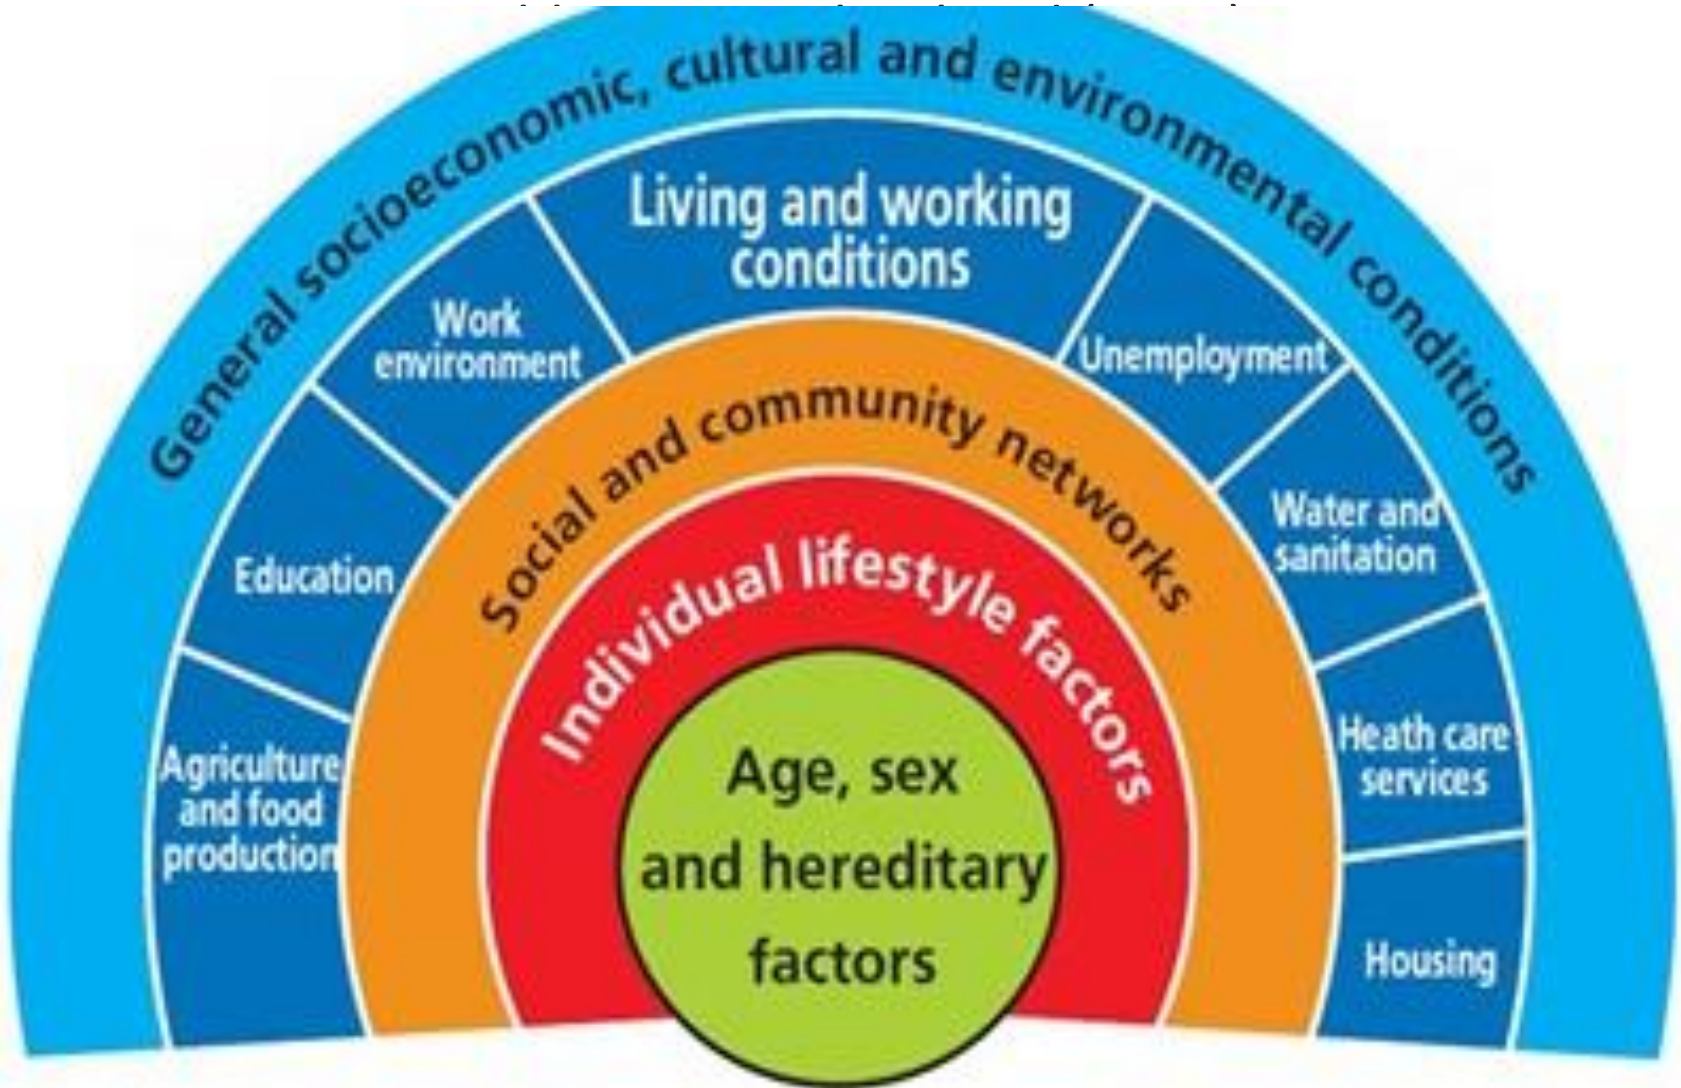 General socioeconomic, cultural and environmental conditions
Living and working
conditions
Work
environment
Unemployment
Education
Water and
sanitation
Agriculture
and food
production
Heath care
services
Housing
Social and community networks
Individual lifestyle factors
Age, sex
and hereditary
factors